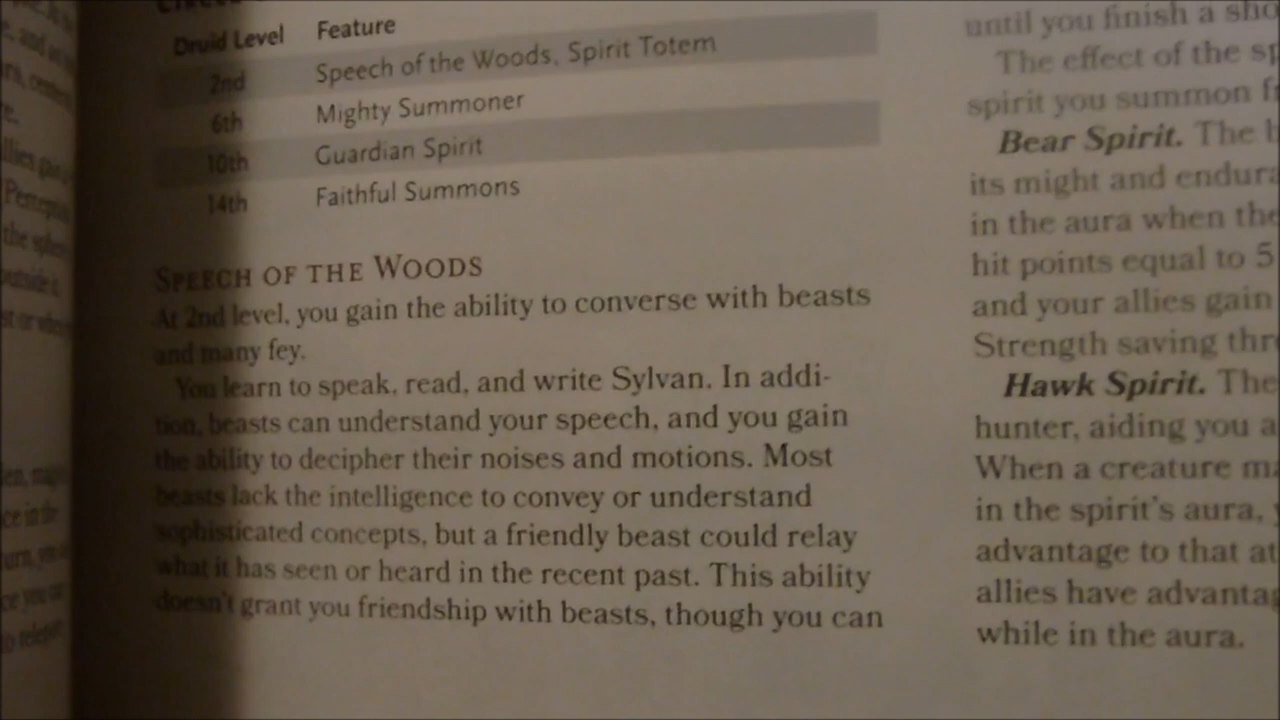 Druid Level Feature
2nd Speech of the Woods, Spirit Totem
6th Mighty Summoner
10th Guardian Spirit
14th Faithful Summons
SPEECH OF THE WOODS
At 2nd level, you gain the ability to converse with beasts
and many fey.
You learn to speak, read, and write Sylvan. In addi-
tion, beasts can understand your speech, and you gain
the ability to decipher their noises and motions. Most
beasts lack the intelligence to convey or understand
sophisticated concepts, but a friendly beast could relay
what it has seen or heard in the recent past. This ability
doesn't grant you friendship with beasts, though you can
until you finish a
The effect of the
spirit you summon
Bear Spirit. The
its might and
in the aura when
hit points equal to 5
and your allies gain
Strength saving
Hawk Spirit. The
hunter, aiding you
When a creature
in the spirit's aura,
advantage to that
allies have
while in the aura.